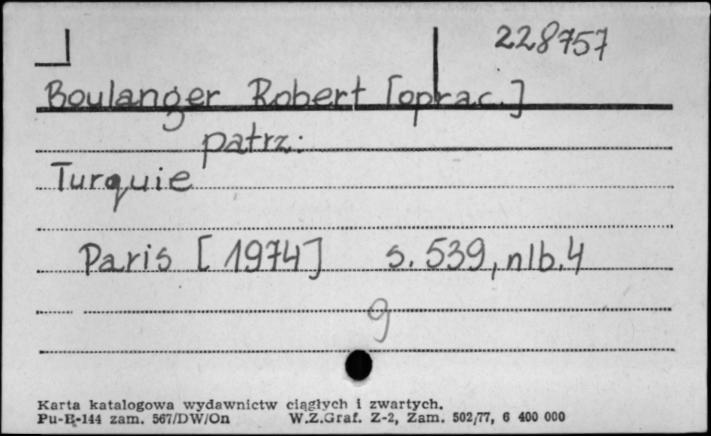 228757
Boulanger Robert [oprac.]
patrz:
Turquie
Paris [1974] s. 539, nlb. 4
g
Karta katalogowa wydawnictw ciągłych i zwartych.
Pu-B-144 zam. 567/DW/On W.Z.Graf. Z-2, Zam. 502/77, 6 400 000